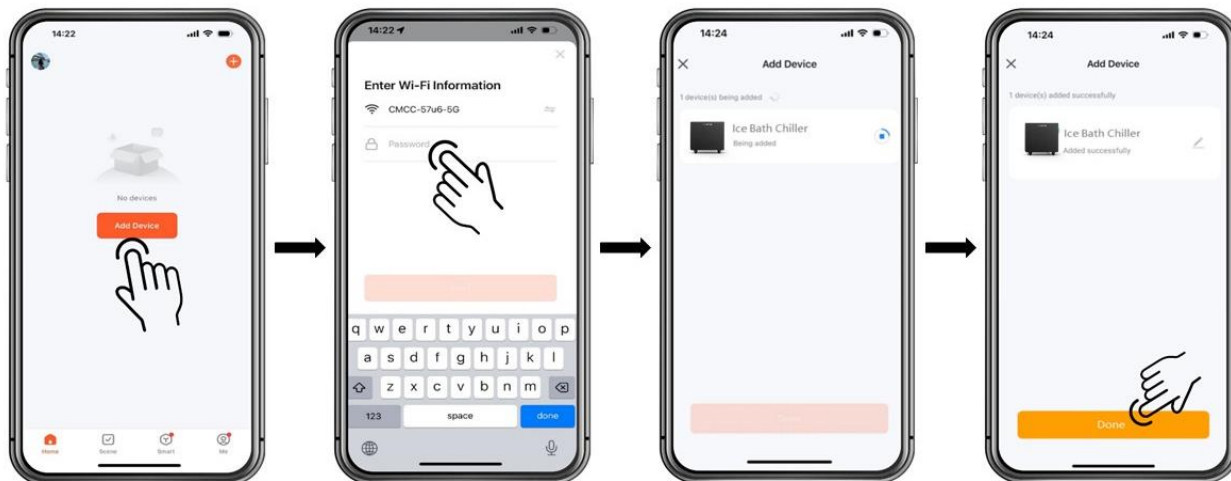 14:22
No devices
Add Device
Home
Scene
Smart
Me
14:22
Enter Wi-Fi Information
CMCC-57u6-5G
Password
q w e r t y u i o p
a s d f g h j k l
z x c v b n m
123
space
done
14:24
Add Device
1 device(s) being added
Ice Bath Chiller
Being added
Done
14:24
Add Device
1 device(s) added successfully
Ice Bath Chiller
Added successfully
Done